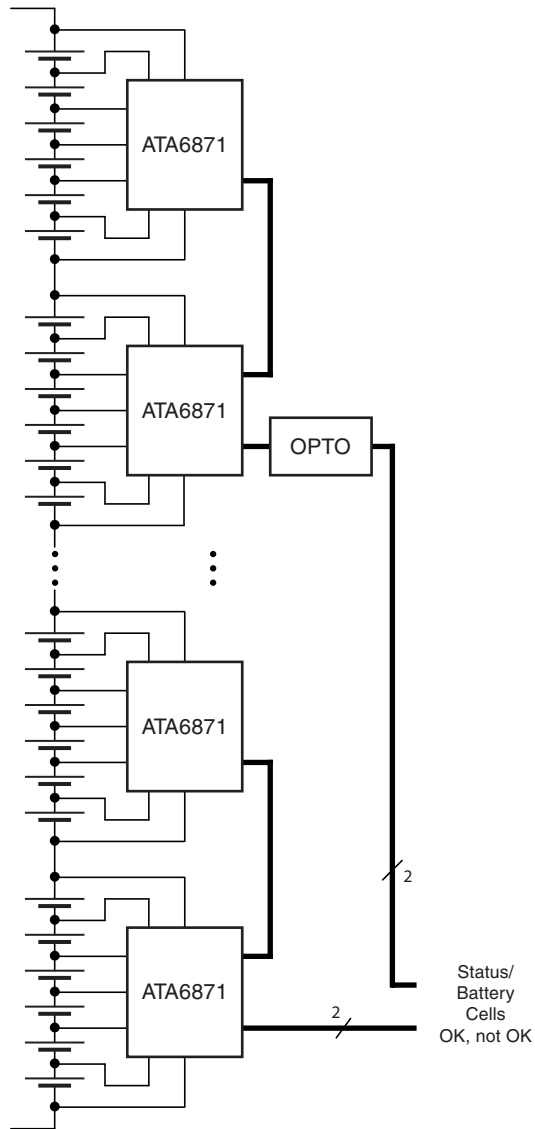 ATA6871
ATA6871
OPTO
ATA6871
2
ATA6871
2
Status/
Battery
Cells
OK, not OK